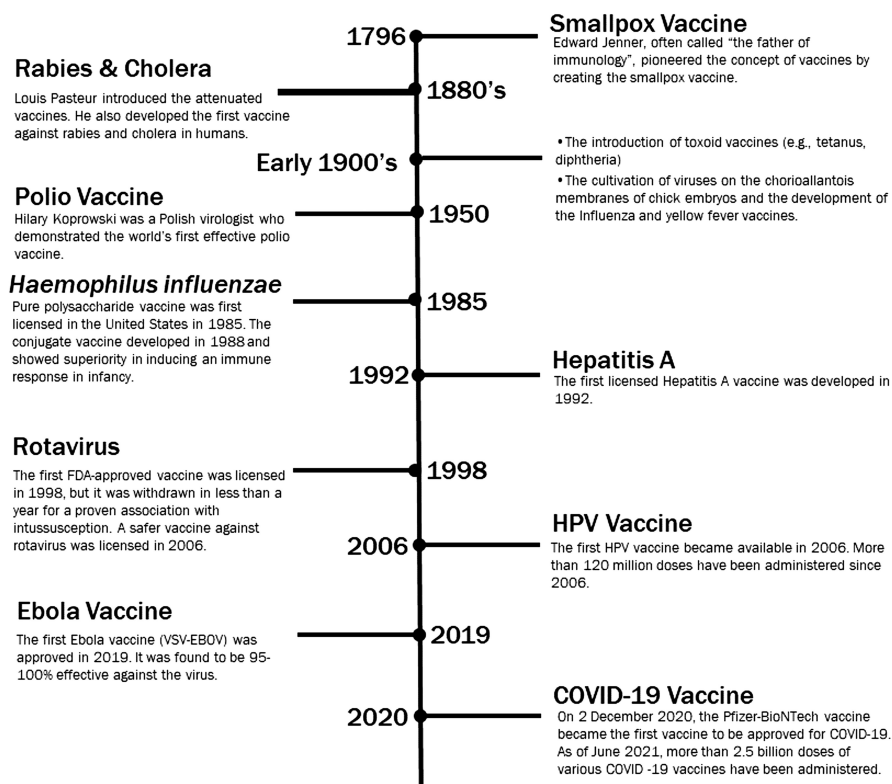 1796
Smallpox Vaccine
Edward Jenner, often called “the father of
immunology”, pioneered the concept of vaccines by
creating the smallpox vaccine.
Rabies & Cholera
Louis Pasteur introduced the attenuated
vaccines. He also developed the first vaccine
against rabies and cholera in humans.
1880’s
Early 1900’s
•The introduction of toxoid vaccines (e.g., tetanus,
diphtheria)
•The cultivation of viruses on the chorioallantois
membranes of chick embryos and the development of
the Influenza and yellow fever vaccines.
Polio Vaccine
Hilary Koprowski was a Polish virologist who
demonstrated the world’s first effective polio
vaccine.
1950
Haemophilus influenzae
Pure polysaccharide vaccine was first
licensed in the United States in 1985. The
conjugate vaccine developed in 1988 and
showed superiority in inducing an immune
response in infancy.
1985
1992
Hepatitis A
The first licensed Hepatitis A vaccine was developed in
1992.
Rotavirus
The first FDA-approved vaccine was licensed
in 1998, but it was withdrawn in less than a
year for a proven association with
intussusception. A safer vaccine against
rotavirus was licensed in 2006.
1998
2006
HPV Vaccine
The first HPV vaccine became available in 2006. More
than 120 million doses have been administered since
2006.
Ebola Vaccine
The first Ebola vaccine (VSV-EBOV) was
approved in 2019. It was found to be 95-
100% effective against the virus.
2019
2020
COVID-19 Vaccine
On 2 December 2020, the Pfizer-BioNTech vaccine
became the first vaccine to be approved for COVID-19.
As of June 2021, more than 2.5 billion doses of
various COVID -19 vaccines have been administered.